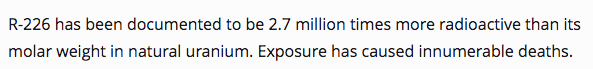 R-226 has been documented to be 2.7 million times more radioactive than its
molar weight in natural uranium. Exposure has caused innumerable deaths.